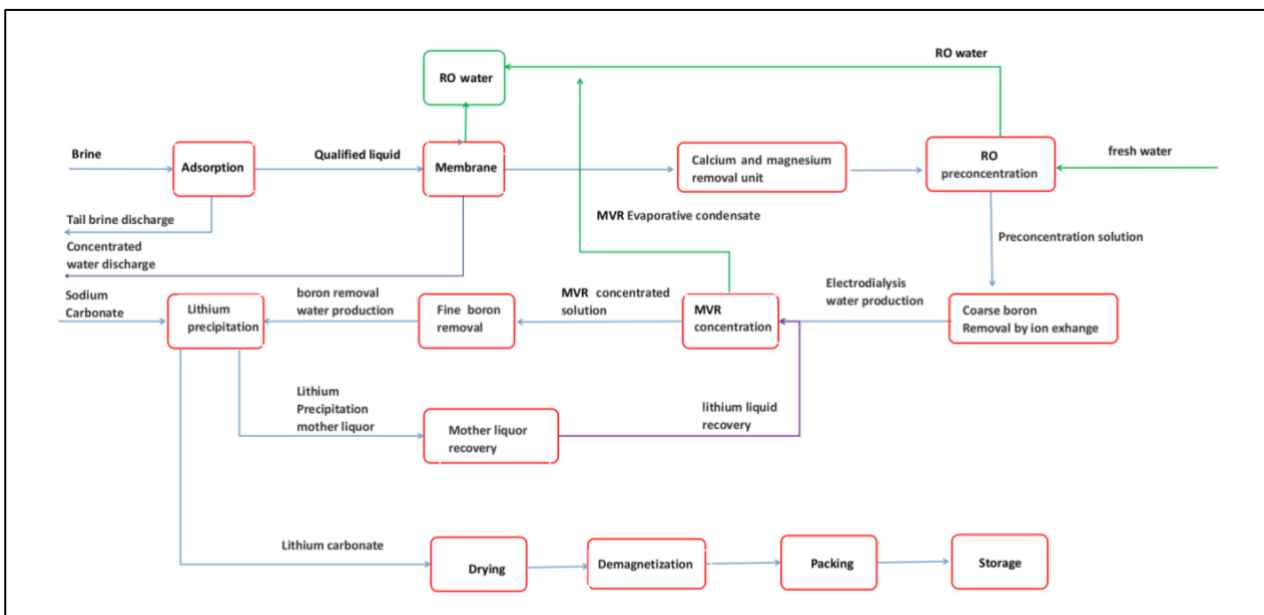 RO water
RO water
Brine
Adsorption
Qualified liquid
Membrane
Calcium and magnesium
removal unit
RO
preconcentration
fresh water
Tail brine discharge
MVR Evaporative condensate
Concentrated
water discharge
Preconcentration solution
Sodium
Carbonate
Lithium
precipitation
boron removal
water production
Fine boron
removal
MVR concentrated
solution
MVR
concentration
Electrodialysis
water production
Coarse boron
Removal by ion exhange
Lithium
Precipitation
mother liquor
Mother liquor
recovery
lithium liquid
recovery
Lithium carbonate
Drying
Demagnetization
Packing
Storage